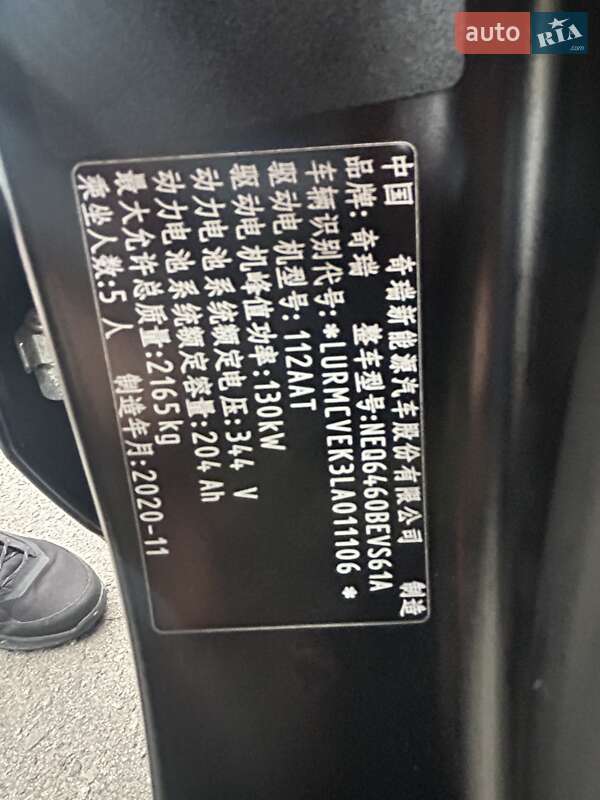 auto RIA.com
中国 奇瑞新能源汽车股份有限公司 制造
品牌: 奇瑞 整车型号:NEQ6460BEVS61A
车辆识别代号:*LURMCVEK3LA011106*
驱动电机型号: 112AAT
驱动电机峰值功率:130kW
动力电池系统额定电压:344 V
动力电池系统额定容量:204Ah
最大允许总质量:2165kg
乘坐人数:5人 制造年月:2020-11